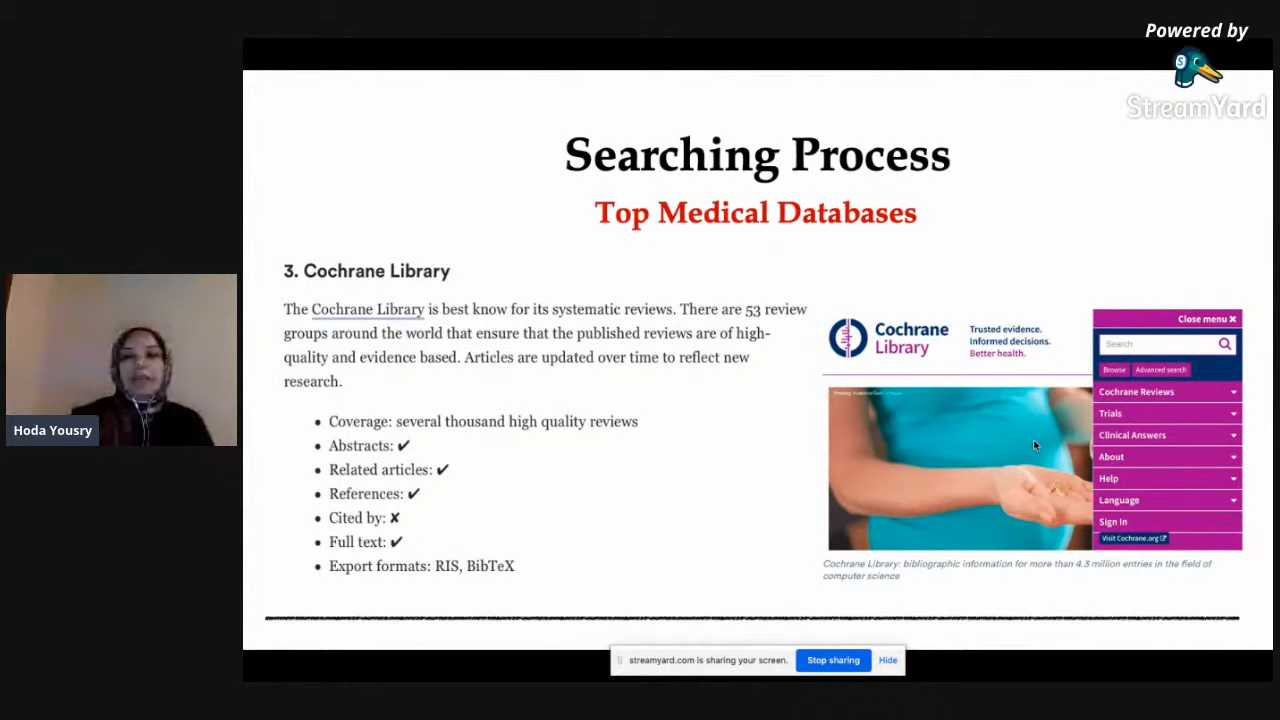 Powered by
StreamYard
Searching Process
Top Medical Databases
3. Cochrane Library
The Cochrane Library is best know for its systematic reviews. There are 53 review
groups around the world that ensure that the published reviews are of high-
quality and evidence based. Articles are updated over time to reflect new
research.
• Coverage: several thousand high quality reviews
• Abstracts: ✔
• Related articles: ✔
• References: ✔
• Cited by: ✘
• Full text: ✔
• Export formats: RIS, BibTeX
Cochrane
Library
Trusted evidence.
Informed decisions.
Better health.
Close menu ✖
Search
Browse
Advanced search
Cochrane Reviews
Trials
Clinical Answers
About
Help
Language
Sign In
Visit Cochrane.org
Cochrane Library: bibliographic information for more than 4.3 million entries in the field of
computer science
Hoda Yousry
streamyard.com is sharing your screen.
Stop sharing
Hide